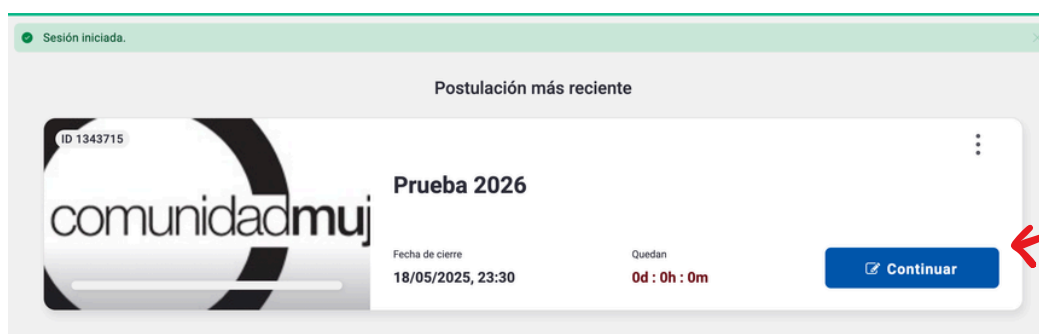 Sesión iniciada.
Postulación más reciente
ID 1343715
comunidadmuj
Prueba 2026
Fecha de cierre
18/05/2025, 23:30
Quedan
0d : 0h : 0m
Continuar